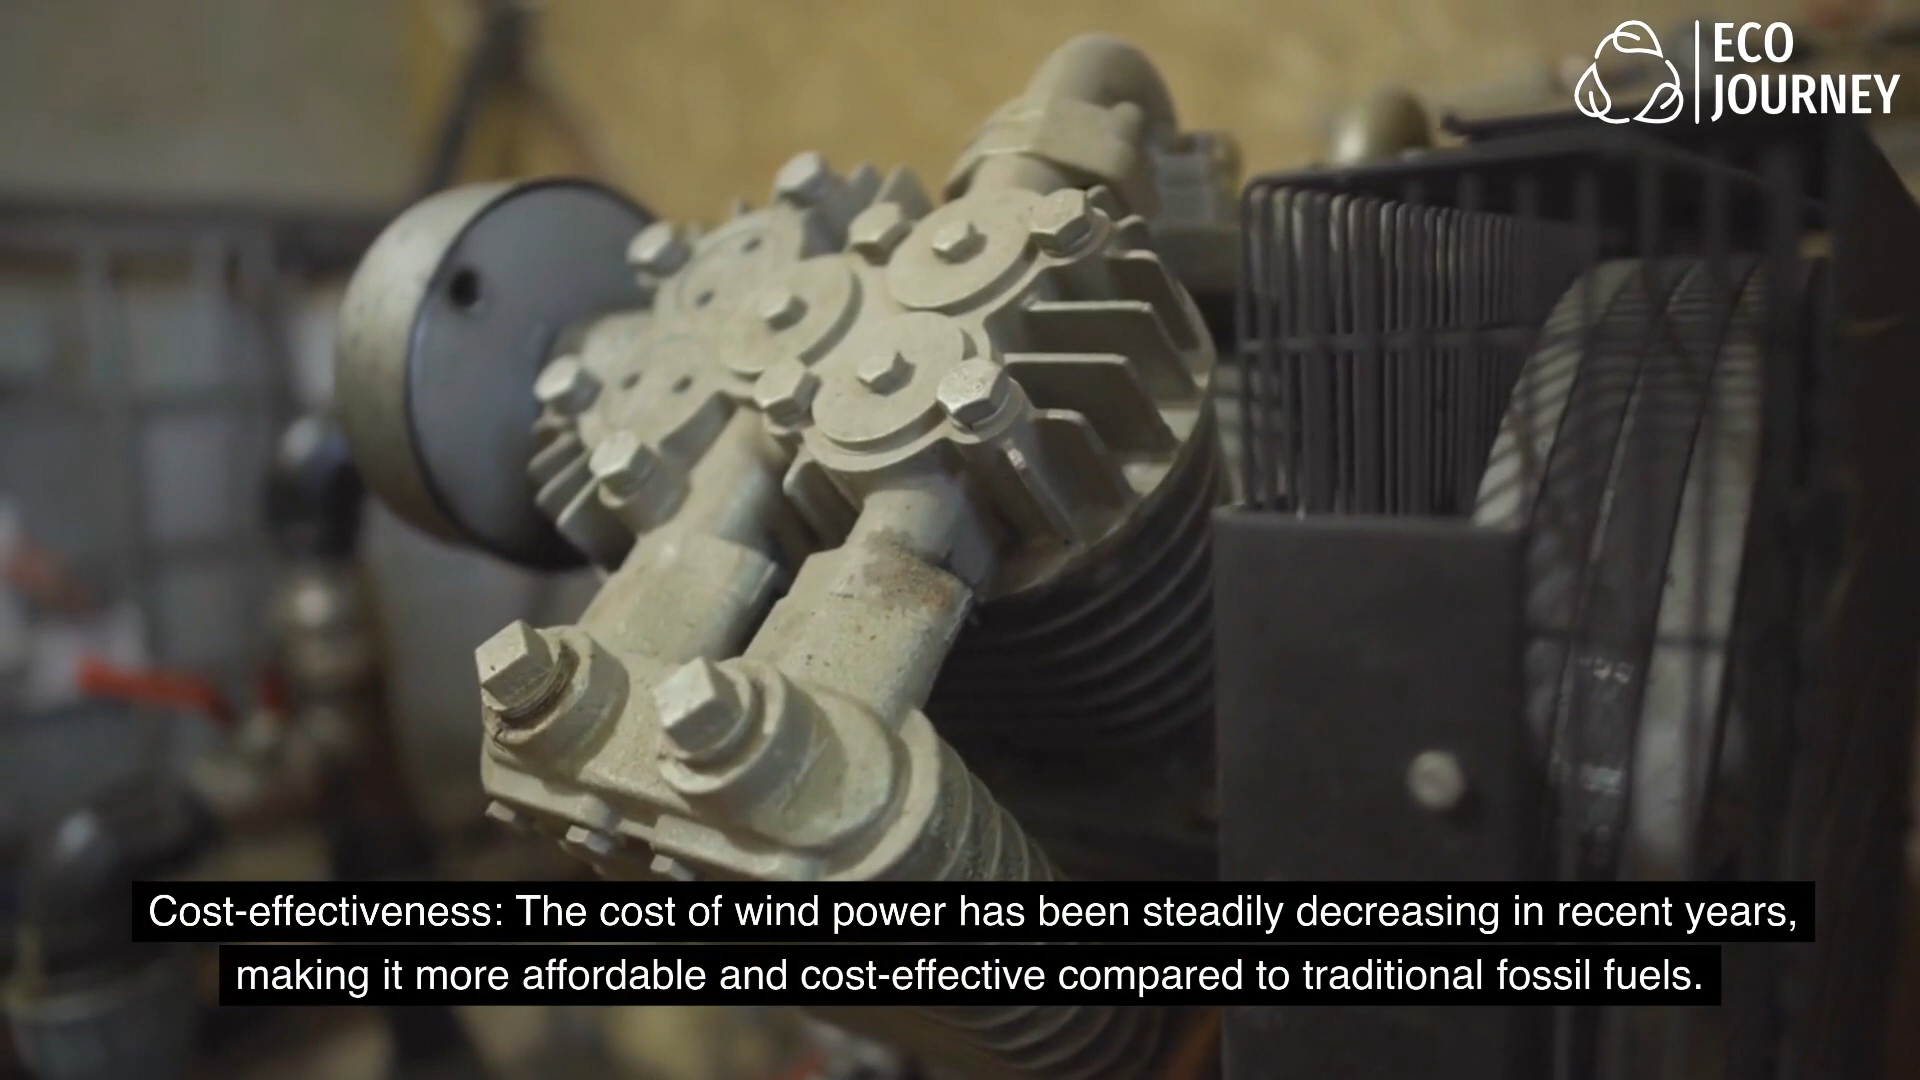 ECO
JOURNEY
Cost-effectiveness: The cost of wind power has been steadily decreasing in recent years,
making it more affordable and cost-effective compared to traditional fossil fuels.